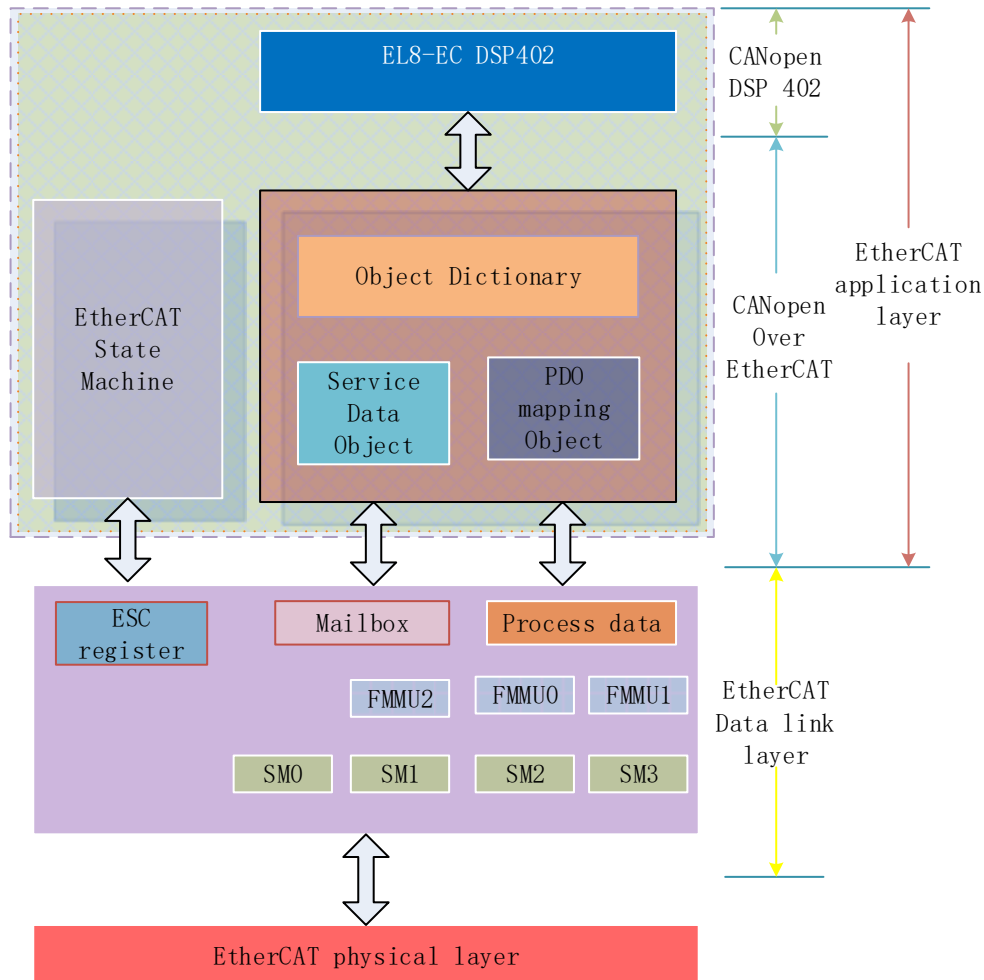 EL8-EC DSP402
CANopen
DSP 402
EtherCAT
State
Machine
Object Dictionary
Service
Data
Object
PDO
mapping
Object
CANopen
Over
EtherCAT
EtherCAT
application
layer
ESC
register
Mailbox
Process data
FMMU2
FMMU0
FMMU1
SM0
SM1
SM2
SM3
EtherCAT
Data link
layer
EtherCAT physical layer